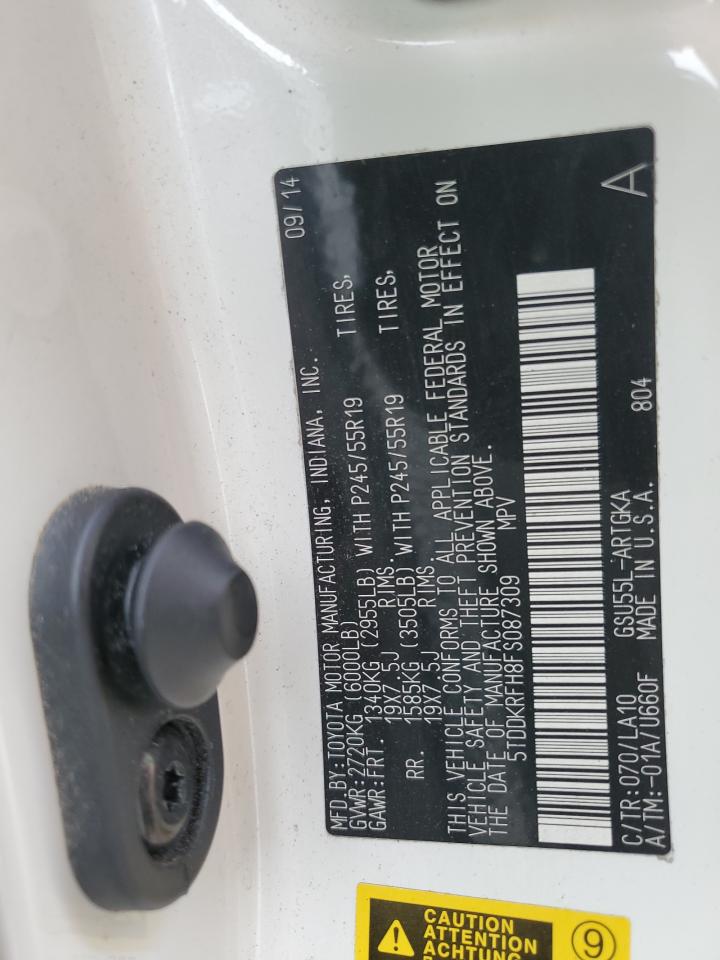 MFD.BY:TOYOTA MOTOR MANUFACTURING, INDIANA, INC. 09/14
GVWR:2720KG (6000LB)
GAWR:FRT. 1340KG (2955LB) WITH P245/55R19 TIRES,
19X7.5J RIMS,
RR. 1585KG (3505LB) WITH P245/55R19 TIRES,
19X7.5J RIMS.
THIS VEHICLE CONFORMS TO ALL APPLICABLE FEDERAL MOTOR
VEHICLE SAFETY AND THEFT PREVENTION STANDARDS IN EFFECT ON
THE DATE OF MANUFACTURE SHOWN ABOVE.
5TDDKRFH8FS087309 MPV
C/TR:070/LA10 GSU55L-ARTGKA 804 A
A/TM:-01A/U660F MADE IN U.S.A.
CAUTION
ATTENTION
ACHTUNG
9